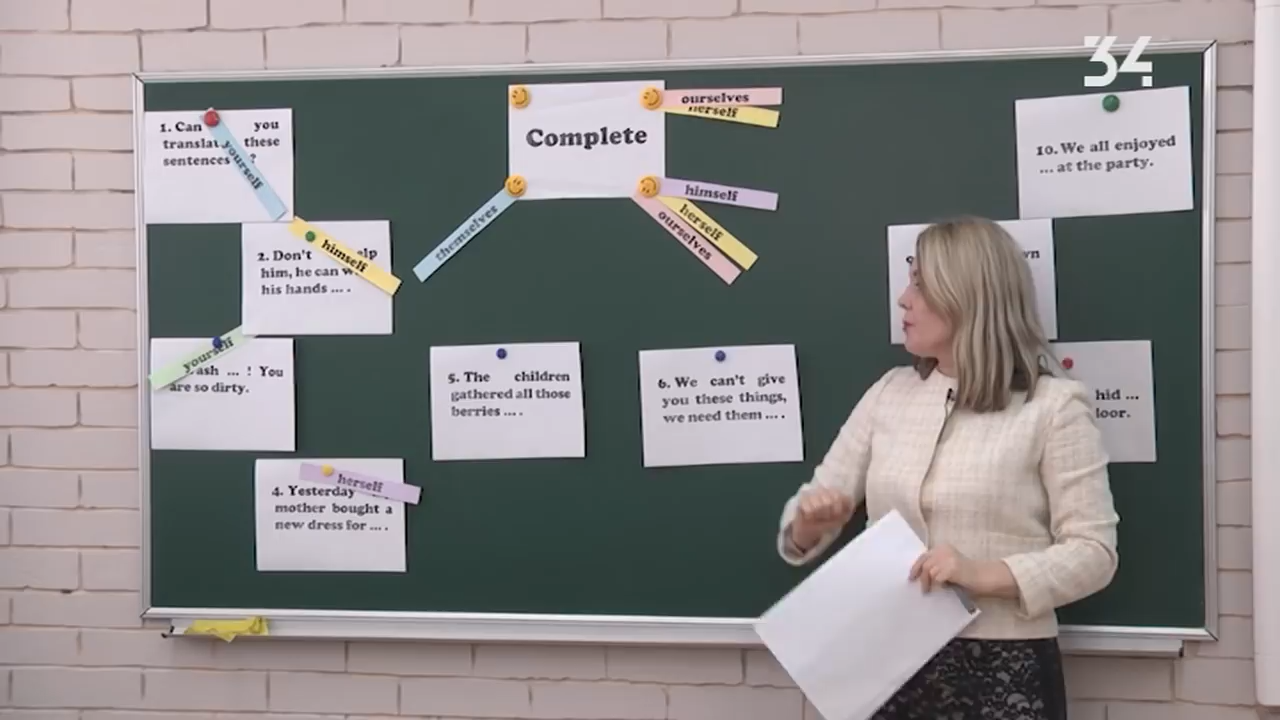 34
1. Can you
these
sentences ?
yourself
2. Don't
him, he can
his hands ... .
himself
yourself
... ! You
are so dirty.
4. Yesterday
mother bought a
new dress for ... .
herself
Complete
ourselves
herself
himself
herself
ourselves
themselves
5. The children
gathered all those
berries ... .
6. We can't give
you these things,
we need them ... .
hid ...
10. We all enjoyed
... at the party.